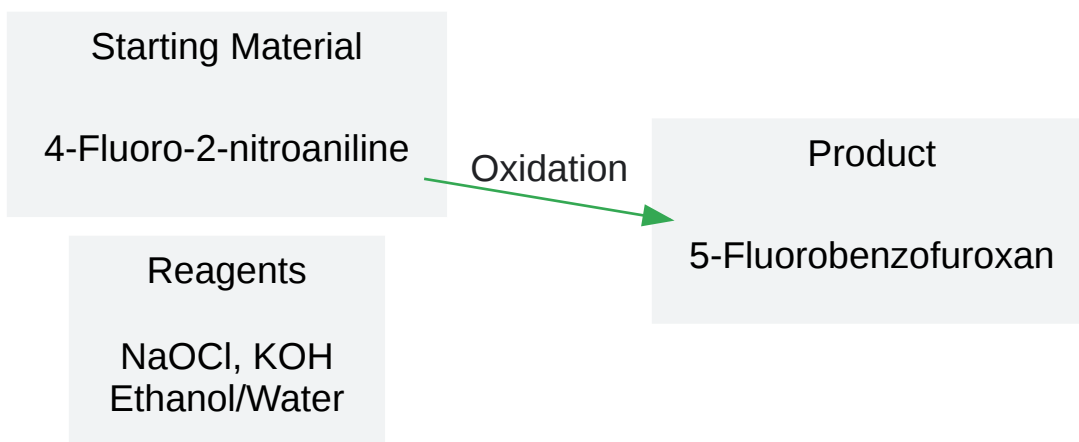 Starting Material
4-Fluoro-2-nitroaniline
Oxidation
Product
5-Fluorobenzofuroxan
Reagents
NaOCl, KOH
Ethanol/Water